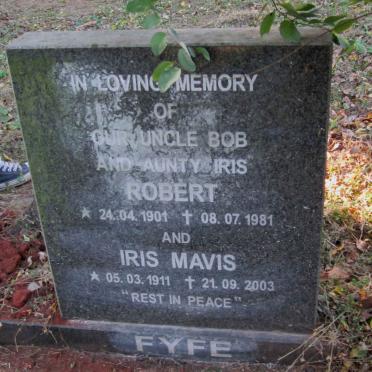 IN LOVING MEMORY
OF
OUR UNCLE BOB
AND AUNTY IRIS
ROBERT
★ 24.04.1901 ✝ 08.07.1981
AND
IRIS MAVIS
★ 05.03.1911 ✝ 21.09.2003
"REST IN PEACE"
FYFE